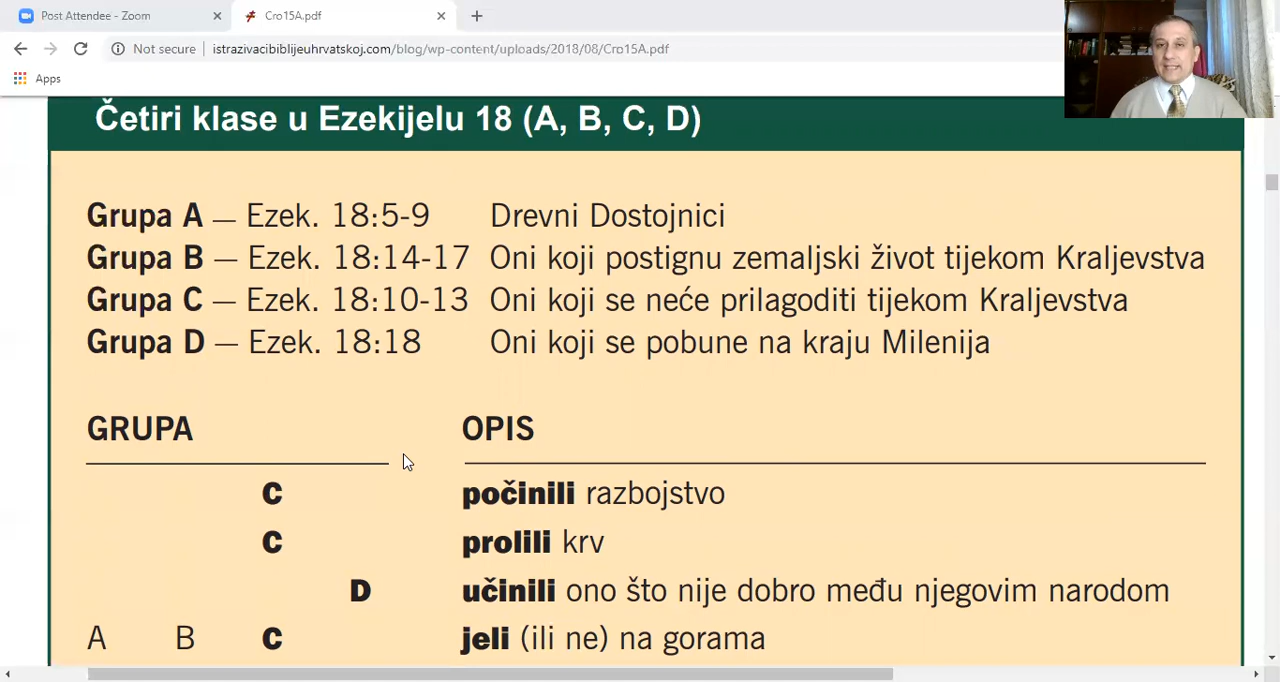 Post Attendee - Zoom
Cro15A.pdf
Not secure
istrazivacibiblijeuhrvatskoj.com/blog/wp-content/uploads/2018/08/Cro15A.pdf
Apps
Četiri klase u Ezekijelu 18 (A, B, C, D)
Grupa A — Ezek. 18:5-9 Drevni Dostojnici
Grupa B — Ezek. 18:14-17 Oni koji postignu zemaljski život tijekom Kraljevstva
Grupa C — Ezek. 18:10-13 Oni koji se neće prilagoditi tijekom Kraljevstva
Grupa D — Ezek. 18:18 Oni koji se pobune na kraju Milenija
GRUPA OPIS
C počinili razbojstvo
C prolili krv
D učinili ono što nije dobro među njegovim narodom
A B C jeli (ili ne) na gorama